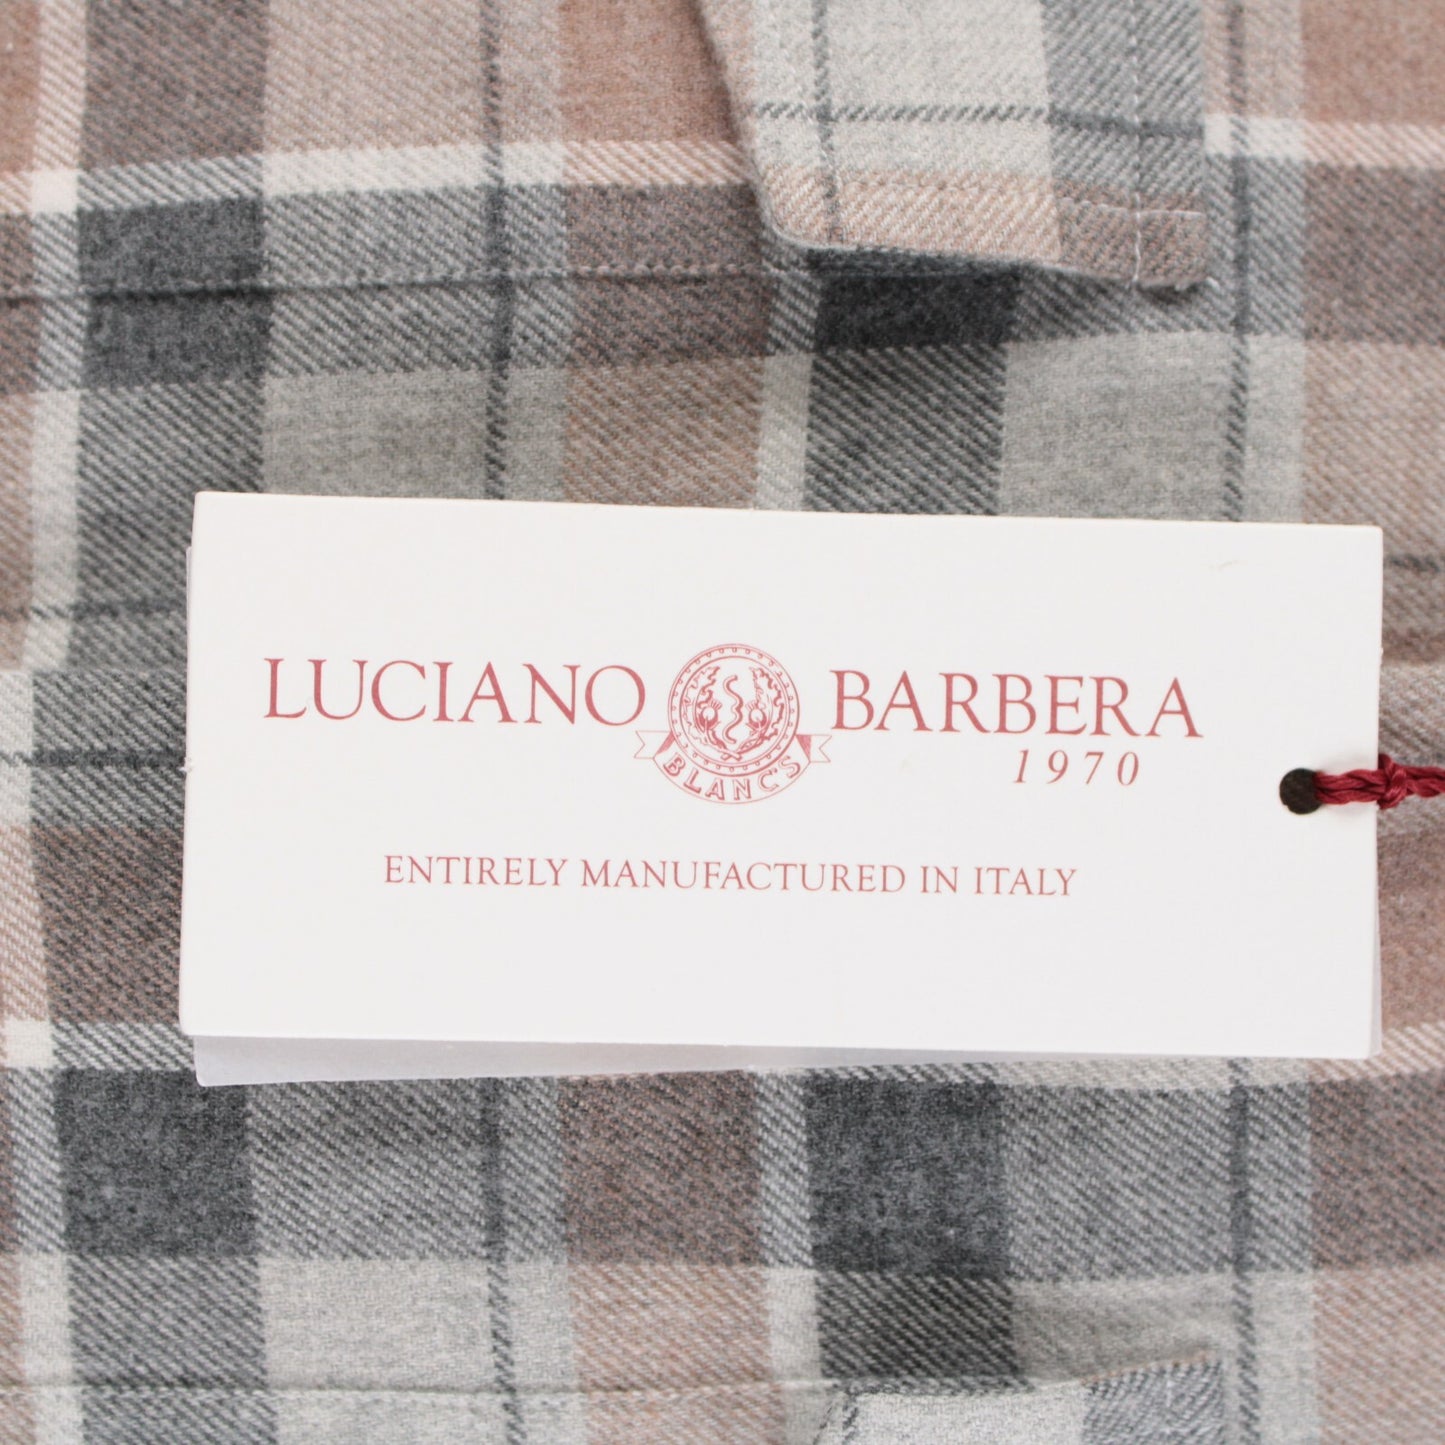 LUCIANO BARBERA
BLANC'S
1970
ENTIRELY MANUFACTURED IN ITALY